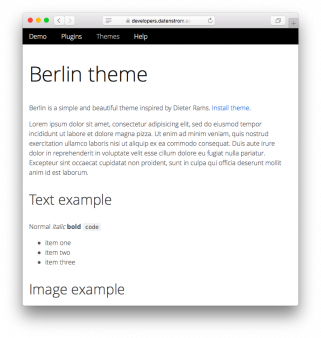 developers.datenstrom.se
Demo Plugins Themes Help
Berlin theme
Berlin is a simple and beautiful theme inspired by Dieter Rams. Install theme.
Lorem ipsum dolor sit amet, consectetur adipisicing elit, sed do eiusmod tempor
incididunt ut labore et dolore magna pizza. Ut enim ad minim veniam, quis nostrud
exercitation ullamco laboris nisi ut aliquip ex ea commodo consequat. Duis aute irure
dolor in reprehenderit in voluptate velit esse cillum dolore eu fugiat nulla pariatur.
Excepteur sint occaecat cupidatat non proident, sunt in culpa qui officia deserunt mollit
anim id est laborum.
Text example
Normal italic bold code
item one
item two
item three
Image example